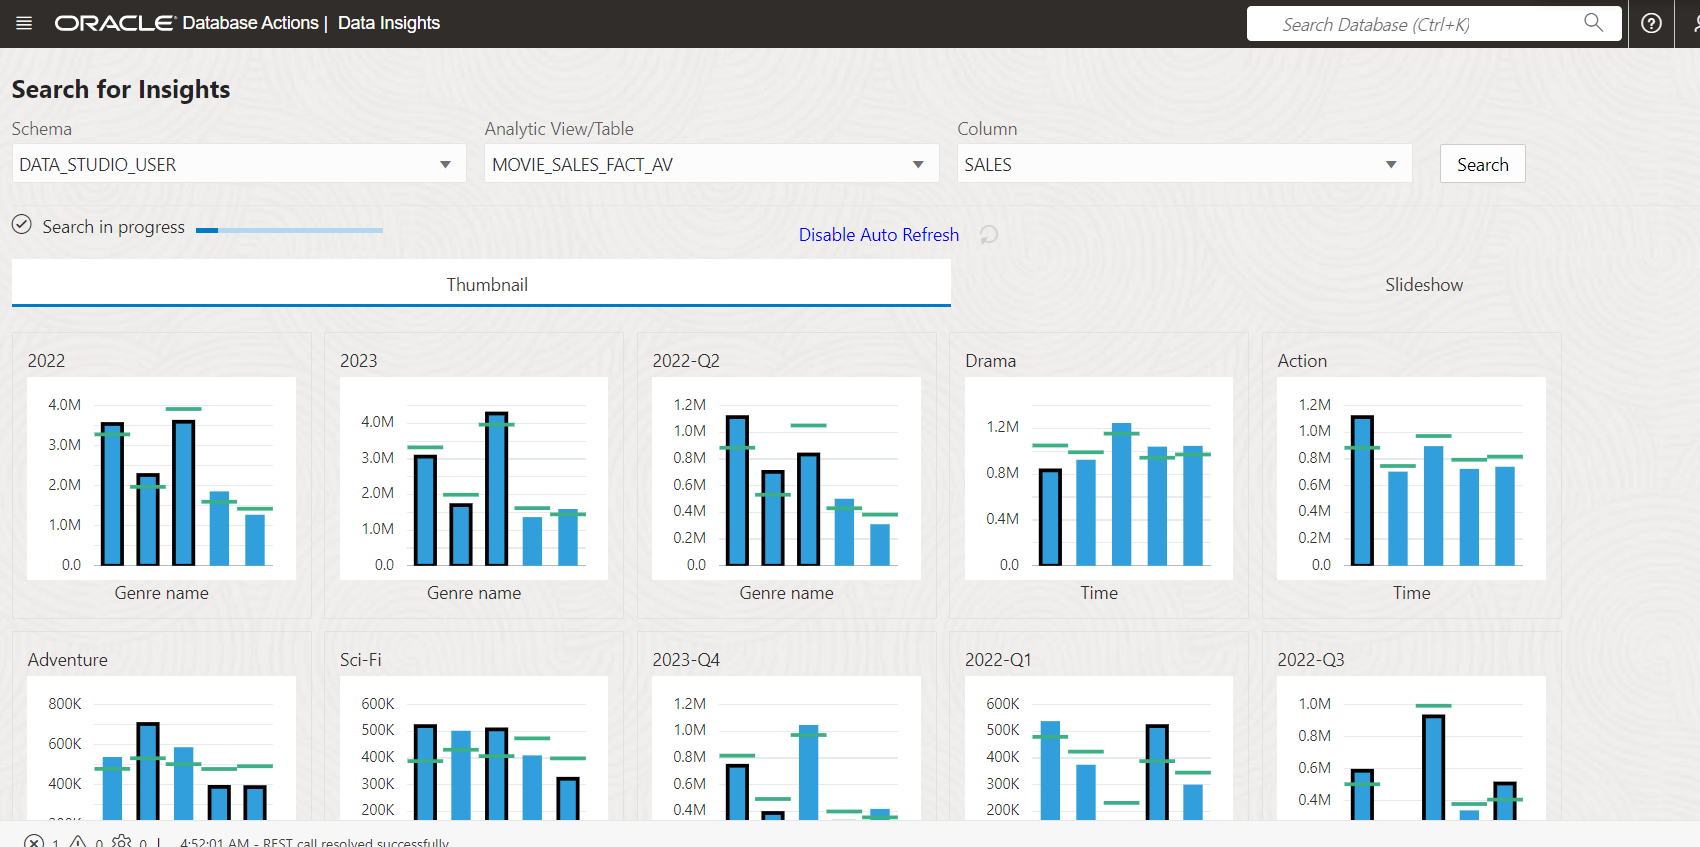 ORACLE Database Actions | Data Insights
Search Database (Ctrl+K)
Search for Insights
Schema Analytic View/Table Column
DATA_STUDIO_USER MOVIE_SALES_FACT_AV SALES Search
Search in progress Disable Auto Refresh
Thumbnail Slideshow
2022
4.0M
3.0M
2.0M
1.0M
0.0
Genre name
2023
4.0M
3.0M
2.0M
1.0M
0.0
Genre name
2022-Q2
1.2M
1.0M
0.8M
0.6M
0.4M
0.2M
0.0
Genre name
Drama
1.2M
0.8M
0.4M
0.0
Time
Action
1.2M
1.0M
0.8M
0.6M
0.4M
0.2M
0.0
Time
Adventure
800K
600K
400K
200K
Sci-Fi
600K
500K
400K
300K
200K
2023-Q4
1.2M
1.0M
0.8M
0.6M
0.4M
2022-Q1
600K
500K
400K
300K
200K
2022-Q3
1.0M
0.8M
0.6M
0.4M
1 0 0 | 4:52:01 AM - REST call resolved successfully